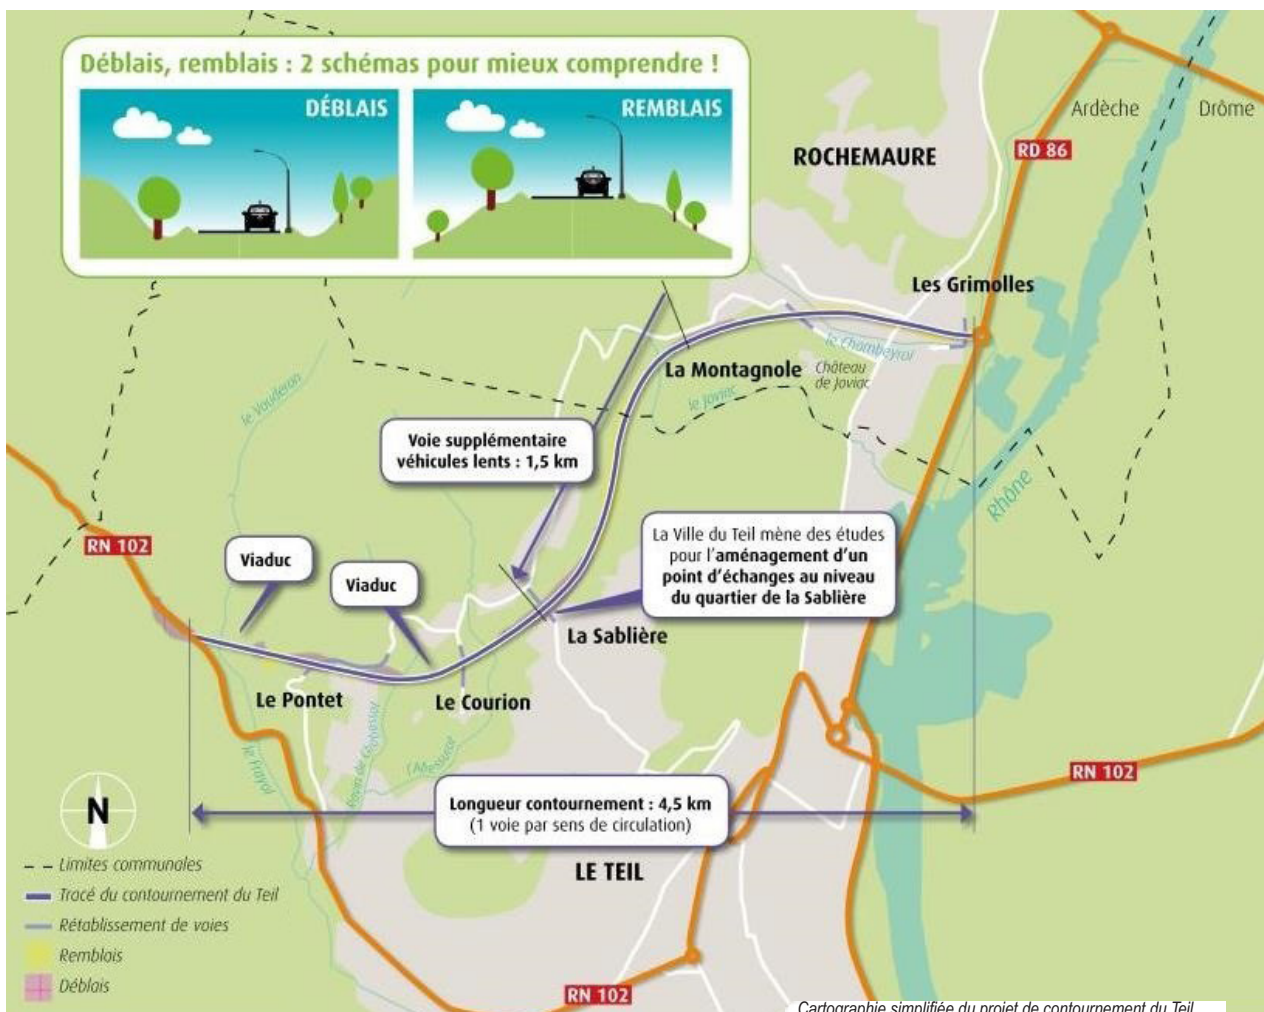 Déblais, remblais : 2 schémas pour mieux comprendre !
DÉBLAIS
REMBLAIS
Ardèche
Drôme
RD 86
ROCHEMAURE
Les Grimolles
le Chambeyrol
La Montagnole
Château
de Joviac
le Joviac
le Vauderon
Voie supplémentaire
véhicules lents : 1,5 km
Rhône
RN 102
Viaduc
Viaduc
La Ville du Teil mène des études
pour l'aménagement d'un
point d'échanges au niveau
du quartier de la Sablière
La Sablière
Le Pontet
Le Courion
le Frayol
Ravin de
l'Abessurot
RN 102
Longueur contournement : 4,5 km
(1 voie par sens de circulation)
N
LE TEIL
Limites communales
Tracé du contournement du Teil
Rétablissement de voies
Remblais
Déblais
RN 102
Cartographie simplifiée du projet de contournement du Teil